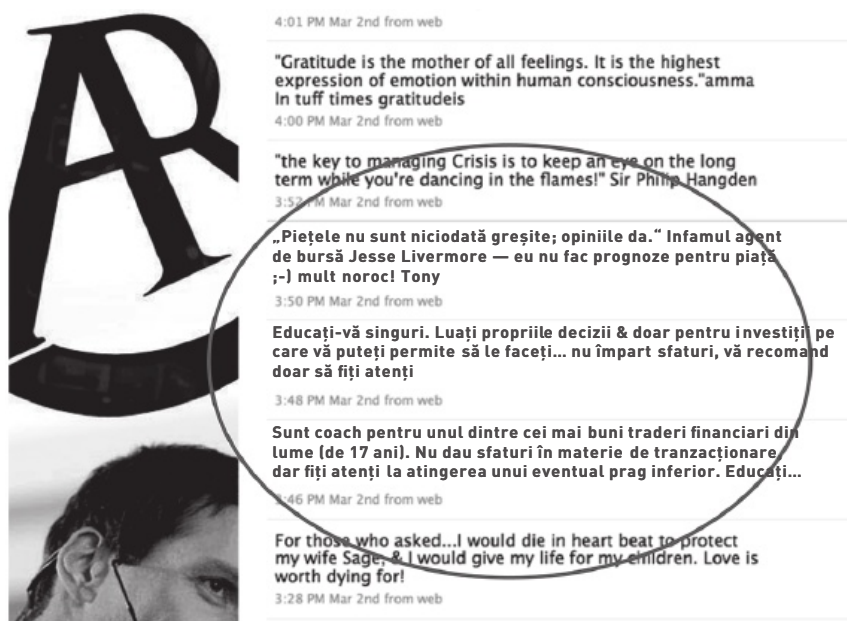 4:01 PM Mar 2nd from web
"Gratitude is the mother of all feelings. It is the highest
expression of emotion within human consciousness."amma
In tuff times gratitudeis
4:00 PM Mar 2nd from web
"the key to managing Crisis is to keep an eye on the long
term while you're dancing in the flames!" Sir Philip Hangden
3:52 PM Mar 2nd from web
„Piețele nu sunt niciodată greșite; opiniile da.“ Infamul agent
de bursă Jesse Livermore — eu nu fac prognoze pentru piață
;-) mult noroc! Tony
3:50 PM Mar 2nd from web
Educați-vă singuri. Luați propriile decizii & doar pentru investiții pe
care vă puteți permite să le faceți... nu împart sfaturi, vă recomand
doar să fiți atenți
3:48 PM Mar 2nd from web
Sunt coach pentru unul dintre cei mai buni traderi financiari din
lume (de 17 ani). Nu dau sfaturi în materie de tranzacționare,
dar fiți atenți la atingerea unui eventual prag inferior. Educați...
3:46 PM Mar 2nd from web
For those who asked...I would die in heart beat to protect
my wife Sage, & I would give my life for my children. Love is
worth dying for!
3:28 PM Mar 2nd from web